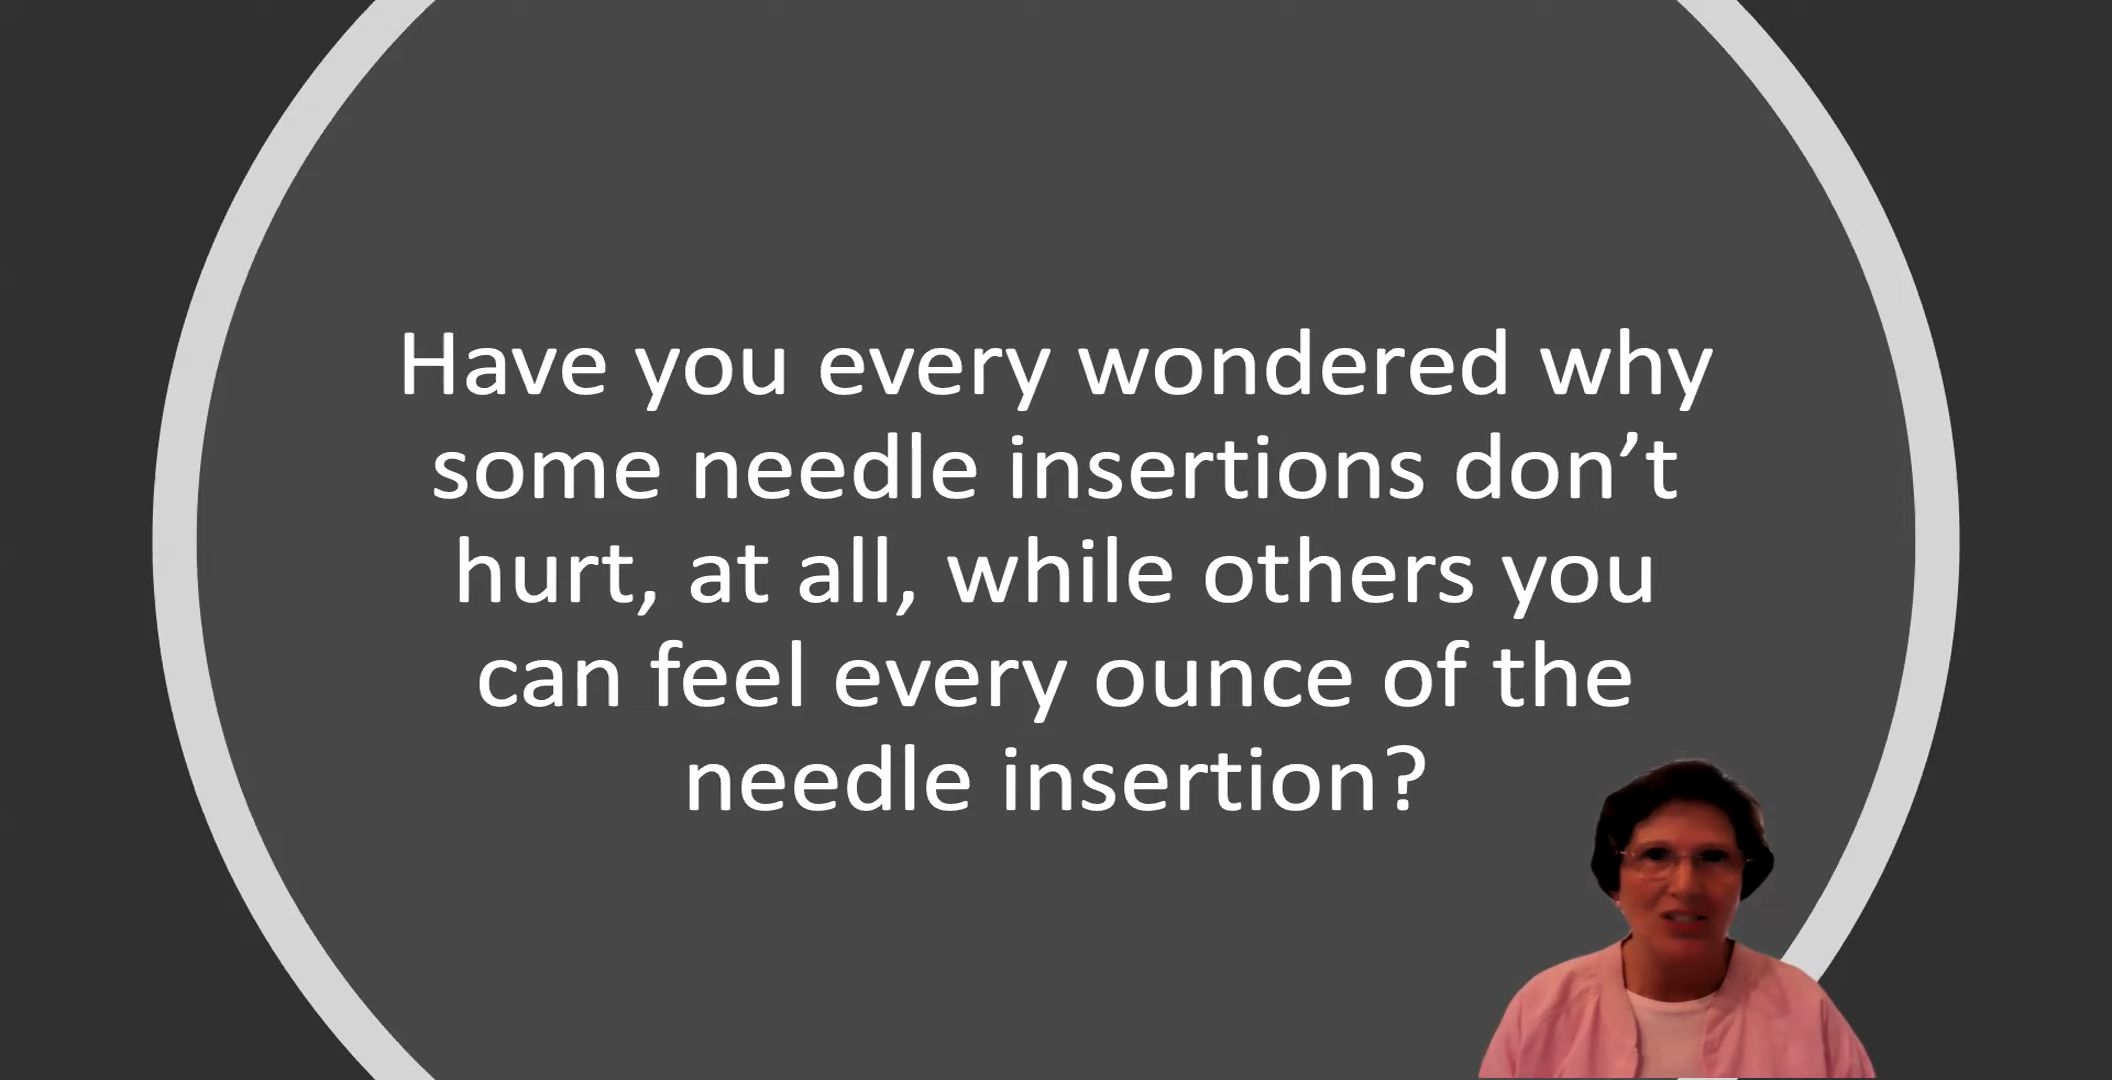 Have you every wondered why
some needle insertions don’t
hurt, at all, while others you
can feel every ounce of the
needle insertion?